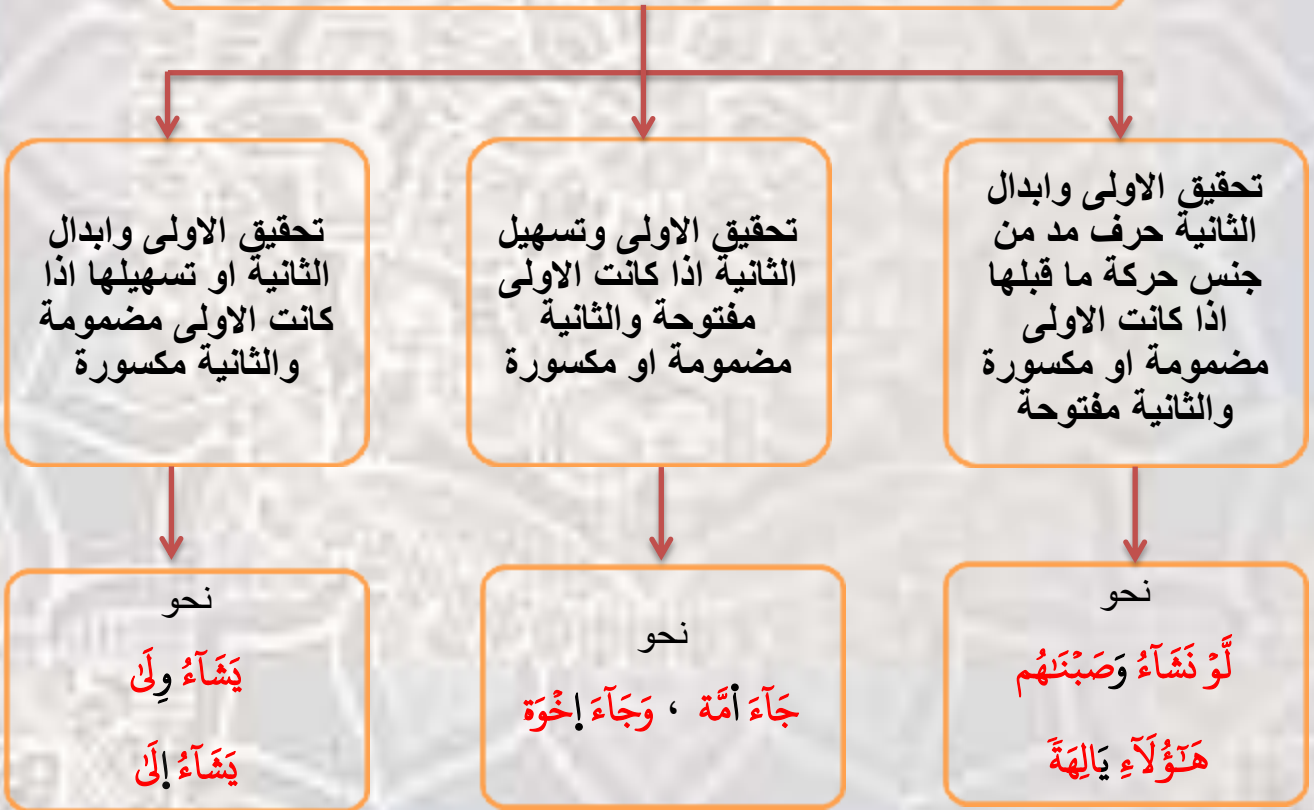 تحقيق الاولى وابدال
الثانية حرف مد من
جنس حركة ما قبلها
اذا كانت الاولى
مضمومة او مكسورة
والثانية مفتوحة
تحقيق الاولى وتسهيل
الثانية اذا كانت الاولى
مفتوحة والثانية
مضمومة او مكسورة
تحقيق الاولى وابدال
الثانية او تسهيلها اذا
كانت الاولى مضمومة
والثانية مكسورة
نحو
لَّوْ نَشَآءُ وَصَبْنَٰهُم
هَٰٓؤُلَآءِ يَالِهَةٗ
نحو
جَآءَ اُمَّة ، وَجَآءَ اِخْوَة
نحو
يَشَآءُ وِلَىٰ
يَشَآءُ اِلَىٰ